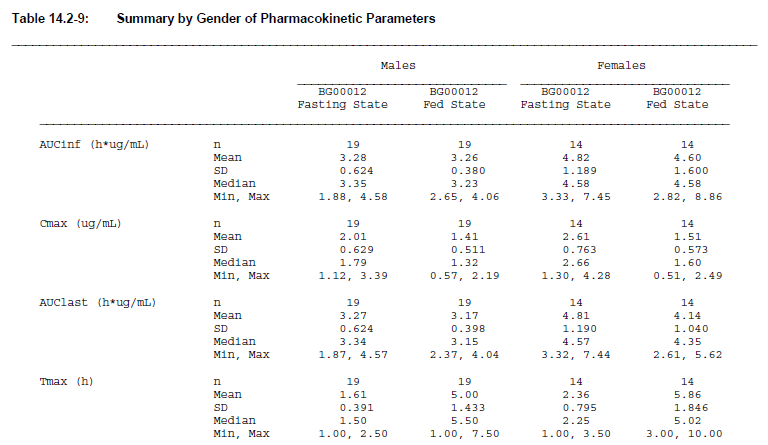 Table 14.2-9: Summary by Gender of Pharmacokinetic Parameters
Males Females
BG00012 BG00012 BG00012 BG00012
Fasting State Fed State Fasting State Fed State
AUCinf (h*ug/mL) n 19 19 14 14
Mean 3.28 3.26 4.82 4.60
SD 0.624 0.380 1.189 1.600
Median 3.35 3.23 4.58 4.58
Min, Max 1.88, 4.58 2.65, 4.06 3.33, 7.45 2.82, 8.86
Cmax (ug/mL) n 19 19 14 14
Mean 2.01 1.41 2.61 1.51
SD 0.629 0.511 0.763 0.573
Median 1.79 1.32 2.66 1.60
Min, Max 1.12, 3.39 0.57, 2.19 1.30, 4.28 0.51, 2.49
AUClast (h*ug/mL) n 19 19 14 14
Mean 3.27 3.17 4.81 4.14
SD 0.624 0.398 1.190 1.040
Median 3.34 3.15 4.57 4.35
Min, Max 1.87, 4.57 2.37, 4.04 3.32, 7.44 2.61, 5.62
Tmax (h) n 19 19 14 14
Mean 1.61 5.00 2.36 5.86
SD 0.391 1.433 0.795 1.846
Median 1.50 5.50 2.25 5.02
Min, Max 1.00, 2.50 1.00, 7.50 1.00, 3.50 3.00, 10.00